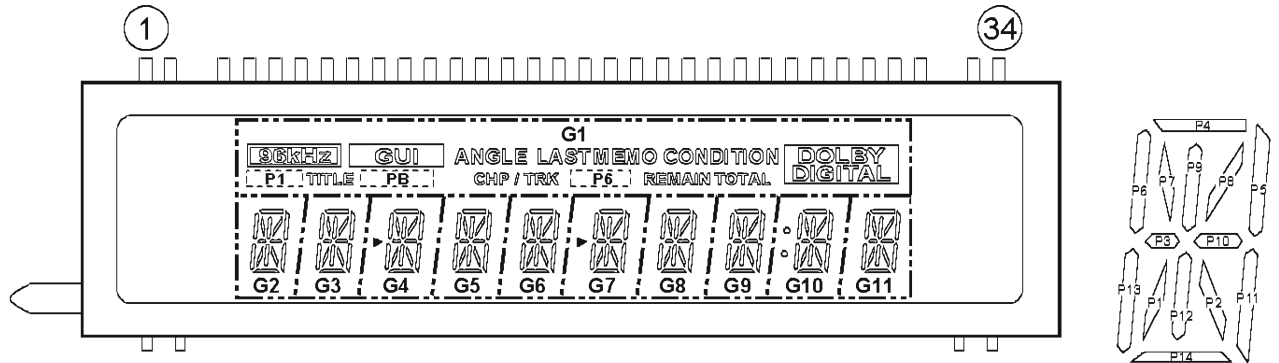 1 34
G1
96kHz GUI ANGLE LAST MEMO CONDITION DOLBY DIGITAL
P1 TITLE PB CHP / TRK P6 REMAIN TOTAL
G2 G3 G4 G5 G6 G7 G8 G9 G10 G11
P4
P6 P7 P9 P8 P5
P3 P10
P13 P1 P12 P2 P11
P14